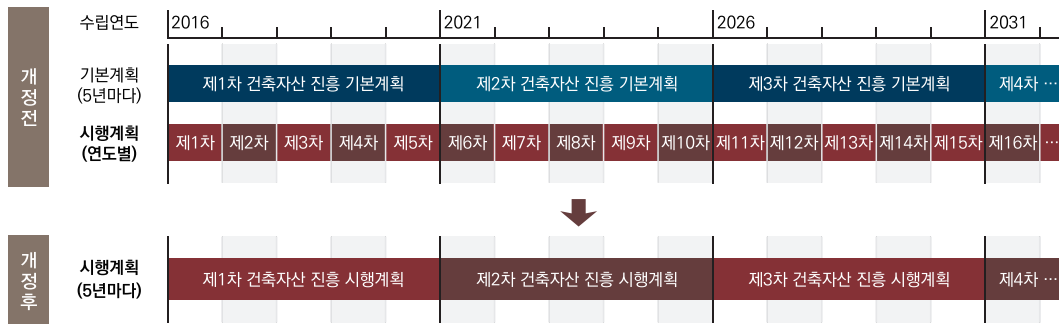 개정전
수립연도
2016
2021
2026
2031
기본계획
(5년마다)
제1차 건축자산 진흥 기본계획
제2차 건축자산 진흥 기본계획
제3차 건축자산 진흥 기본계획
제4차 …
시행계획
(연도별)
제1차 제2차 제3차 제4차 제5차 제6차 제7차 제8차 제9차 제10차 제11차 제12차 제13차 제14차 제15차 제16차 …
개정후
시행계획
(5년마다)
제1차 건축자산 진흥 시행계획
제2차 건축자산 진흥 시행계획
제3차 건축자산 진흥 시행계획
제4차 …